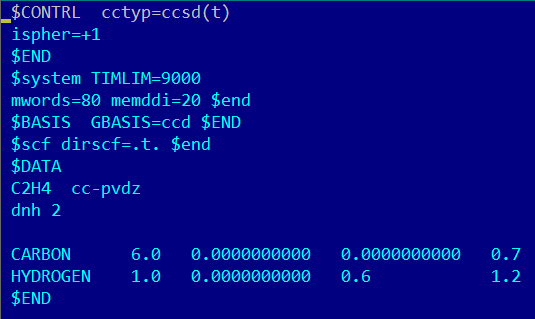 $CONTRL  cctyp=ccsd(t)
ispher=+1
$END
$system TIMLIM=9000
mwords=80 memddi=20 $end
$BASIS  GBASIS=ccd $END
$scf dirscf=.t. $end
$DATA
C2H4  cc-pvdz
dnh 2

CARBON      6.0   0.0000000000   0.0000000000   0.7
HYDROGEN    1.0   0.0000000000   0.6            1.2
$END